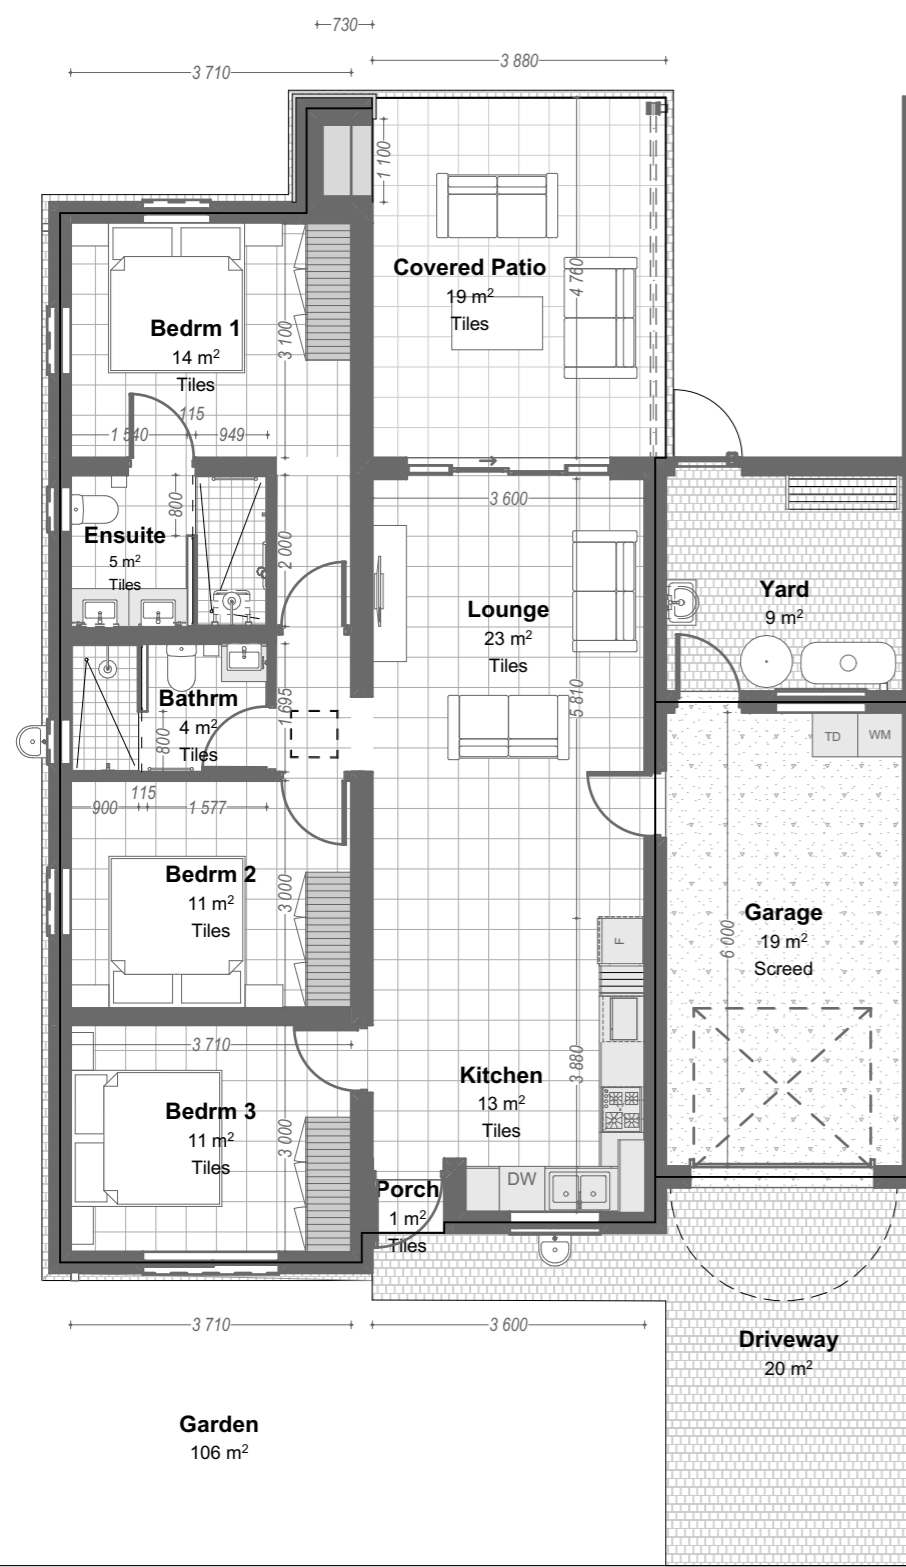 730
3 710
3 880
1 100
Covered Patio
19 m²
Tiles
4 760
Bedrm 1
14 m²
Tiles
3 100
115
1 540
949
3 600
800
Ensuite
5 m²
Tiles
2 000
Lounge
23 m²
Tiles
5 810
Yard
9 m²
Bathrm
4 m²
Tiles
1 695
800
TD
WM
900
115
1 577
Bedrm 2
11 m²
Tiles
3 000
F
Garage
19 m²
Screed
6 000
3 710
Kitchen
13 m²
Tiles
3 880
Bedrm 3
11 m²
Tiles
3 000
DW
Porch
1 m²
Tiles
3 710
3 600
Driveway
20 m²
Garden
106 m²